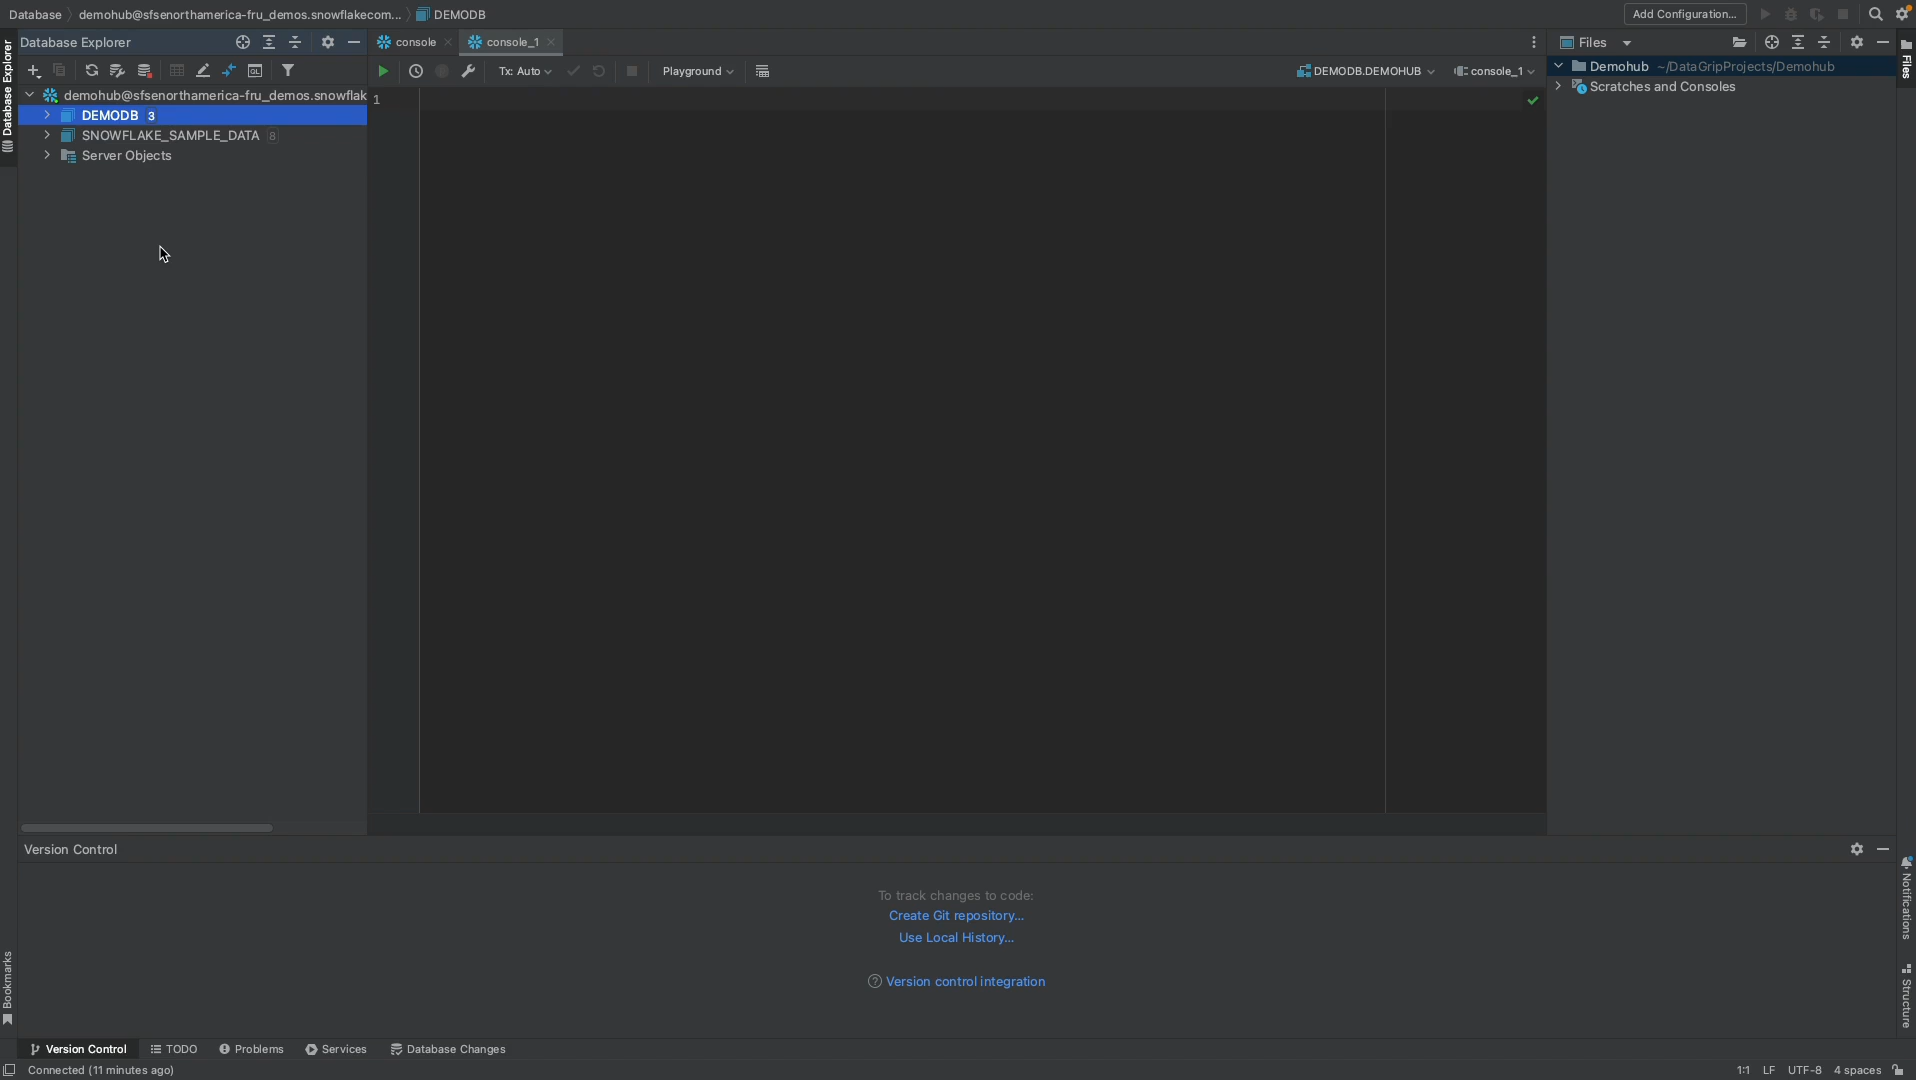 Database
demohub@sfsenorthamerica-fru_demos.snowflakecom...
DEMODB
Add Configuration...
Database Explorer
console
console_1
Files
Tx: Auto
Playground
DEMODB.DEMOHUB
console_1
Demohub ~/DataGripProjects/Demohub
Scratches and Consoles
demohub@sfsenorthamerica-fru_demos.snowflak
DEMODB 3
SNOWFLAKE_SAMPLE_DATA 8
Server Objects
1
Database Explorer
Files
Version Control
To track changes to code:
Create Git repository...
Use Local History...
Version control integration
Bookmarks
Notifications
Structure
Version Control
TODO
Problems
Services
Database Changes
Connected (11 minutes ago)
1:1 LF UTF-8 4 spaces